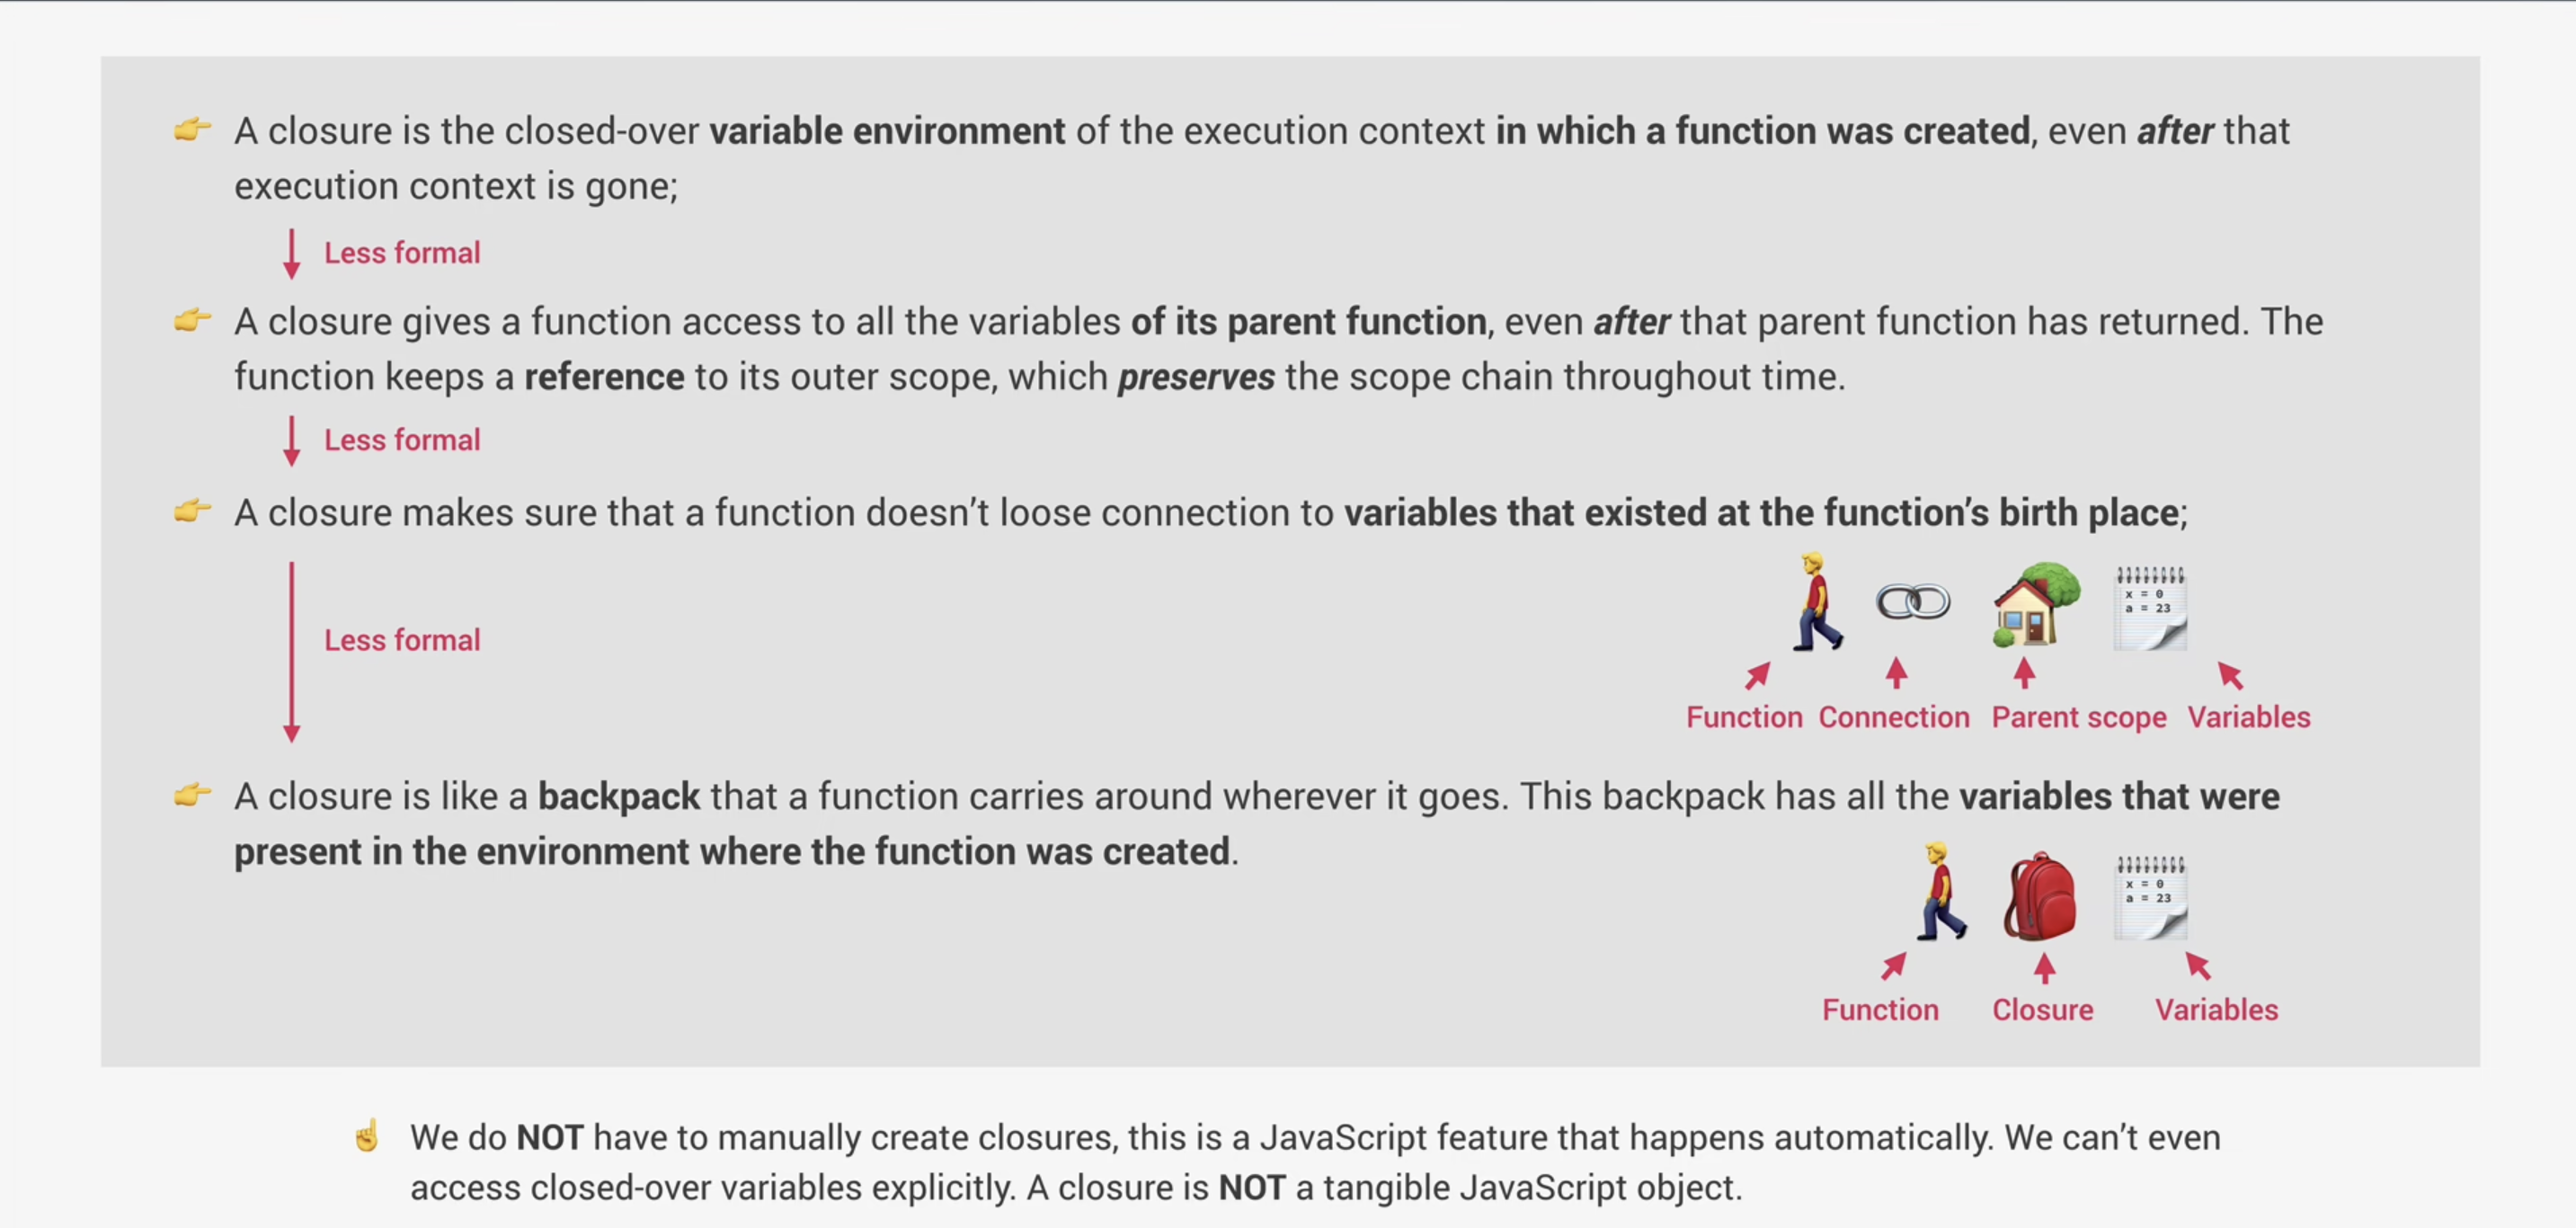 👉 A closure is the closed-over variable environment of the execution context in which a function was created, even after that
execution context is gone;
Less formal
👉 A closure gives a function access to all the variables of its parent function, even after that parent function has returned. The
function keeps a reference to its outer scope, which preserves the scope chain throughout time.
Less formal
👉 A closure makes sure that a function doesn’t loose connection to variables that existed at the function’s birth place;
x = 0
a = 23
Less formal
Function Connection Parent scope Variables
👉 A closure is like a backpack that a function carries around wherever it goes. This backpack has all the variables that were
present in the environment where the function was created.
x = 0
a = 23
Function Closure Variables
☝️ We do NOT have to manually create closures, this is a JavaScript feature that happens automatically. We can’t even
access closed-over variables explicitly. A closure is NOT a tangible JavaScript object.